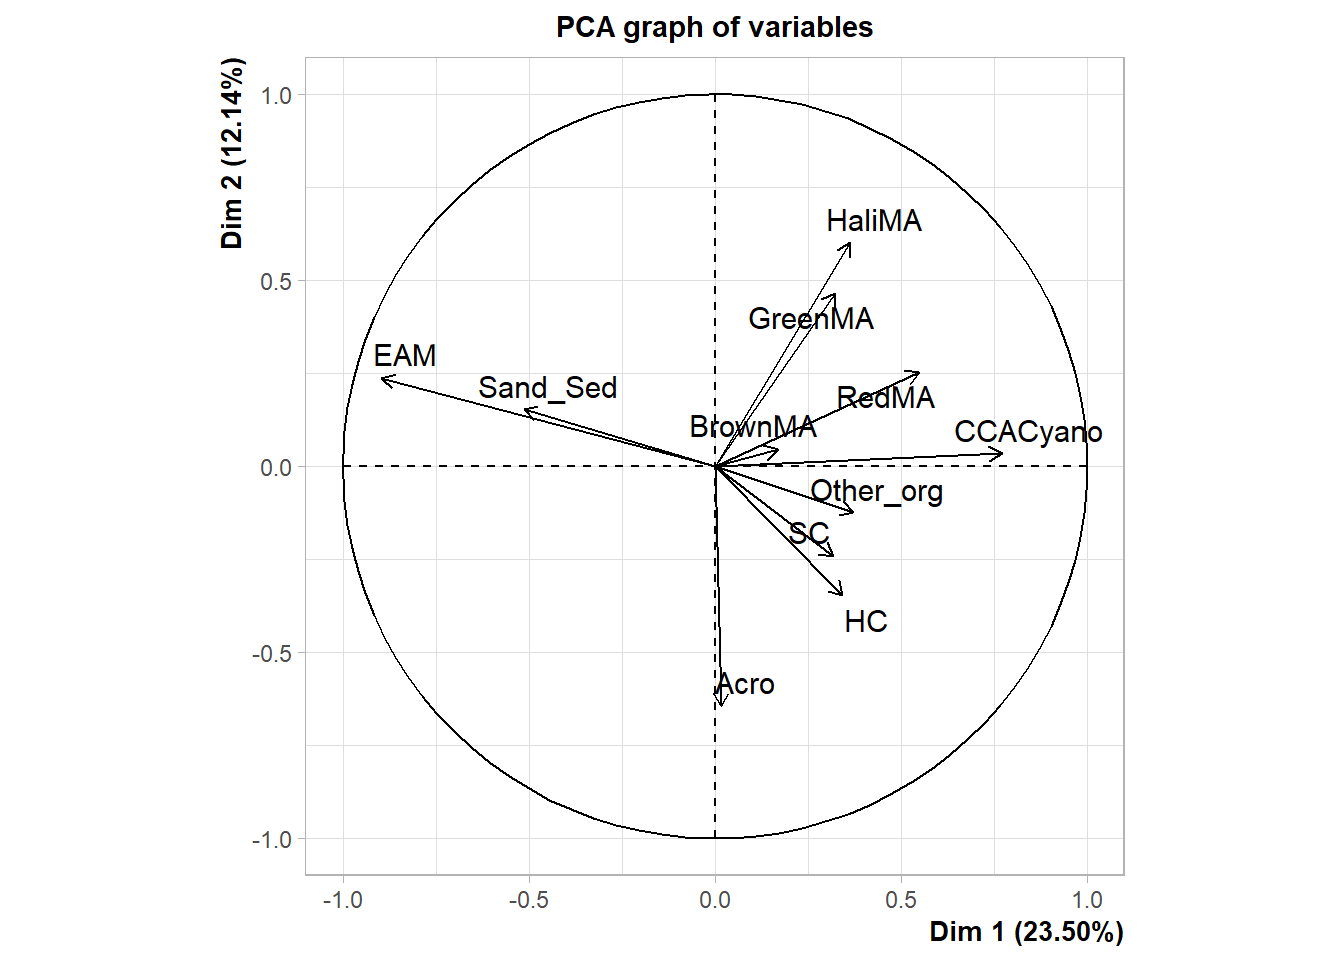 PCA graph of variables
Dim 2 (12.14%)
1.0
0.5
0.0
-0.5
-1.0
HaliMA
GreenMA
EAM
Sand_Sed
RedMA
BrownMA
CCACyano
Other_org
SC
HC
Acro
-1.0
-0.5
0.0
0.5
1.0
Dim 1 (23.50%)